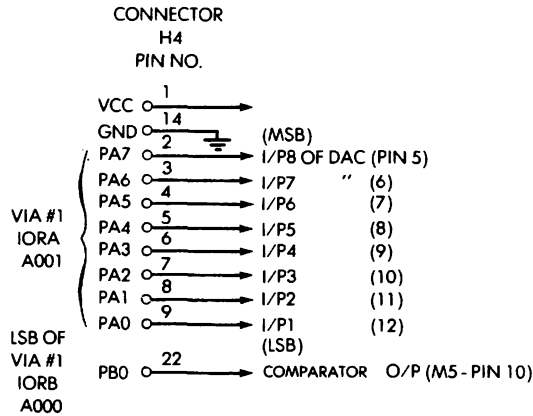 CONNECTOR
H4
PIN NO.
VCC 1
GND 14
(MSB)
PA7 2 I/P8 OF DAC (PIN 5)
PA6 3 I/P7 " (6)
PA5 4 I/P6 (7)
VIA #1
IORA
A001
PA4 5 I/P5 (8)
PA3 6 I/P4 (9)
PA2 7 I/P3 (10)
PA1 8 I/P2 (11)
PA0 9 I/P1 (12)
(LSB)
LSB OF
VIA #1
IORB
A000
PB0 22 COMPARATOR O/P (M5 - PIN 10)